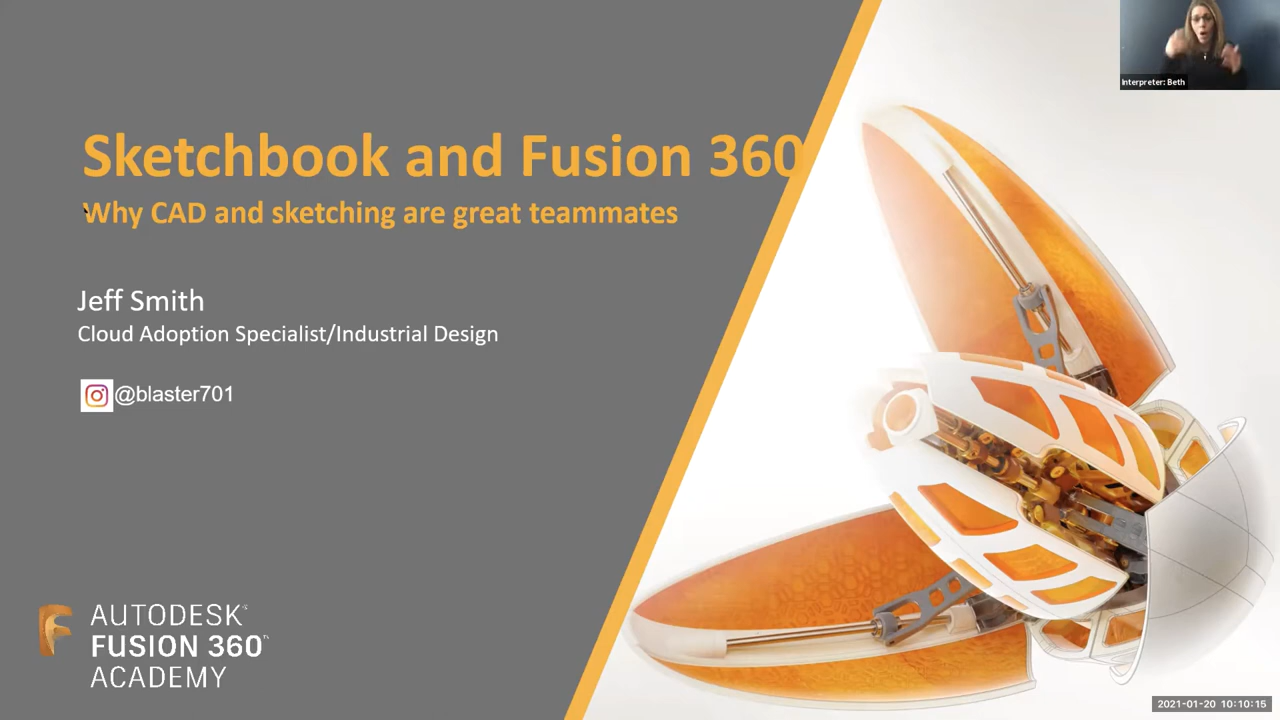 Interpreter: Beth
Sketchbook and Fusion 360
Why CAD and sketching are great teammates
Jeff Smith
Cloud Adoption Specialist/Industrial Design
@blaster701
AUTODESK
FUSION 360
ACADEMY
2021-01-20 10:10:15